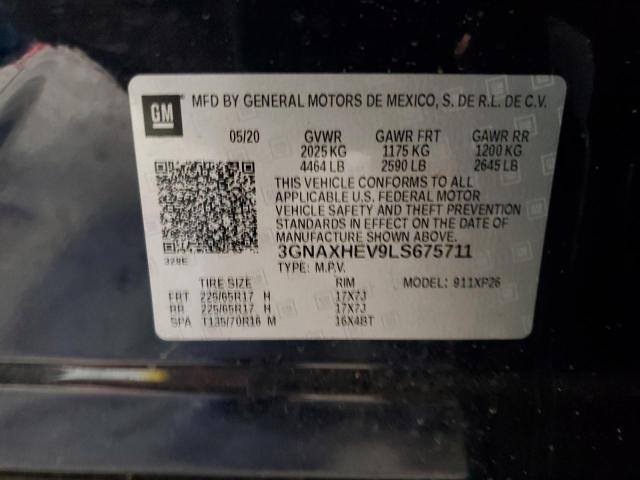 GM
MFD BY GENERAL MOTORS DE MEXICO, S. DE R.L. DE C.V.
05/20 GVWR GAWR FRT GAWR RR
2025 KG 1175 KG 1200 KG
4464 LB 2590 LB 2645 LB
THIS VEHICLE CONFORMS TO ALL
APPLICABLE U.S. FEDERAL MOTOR
VEHICLE SAFETY AND THEFT PREVENTION
STANDARDS IN EFFECT ON THE DATE OF
MANUFACTURE SHOWN ABOVE.
3GNAXHEV9LS675711
TYPE: M.P.V. MODEL: 911XP26
TIRE SIZE RIM
FRT 225/65R17 H 17X7J
RR 225/65R17 H 17X7J
SPA T135/70R16 M 16X4BT